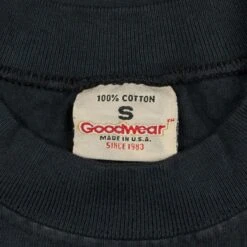 100% COTTON
S
Goodwear™
MADE IN U.S.A.
SINCE 1983